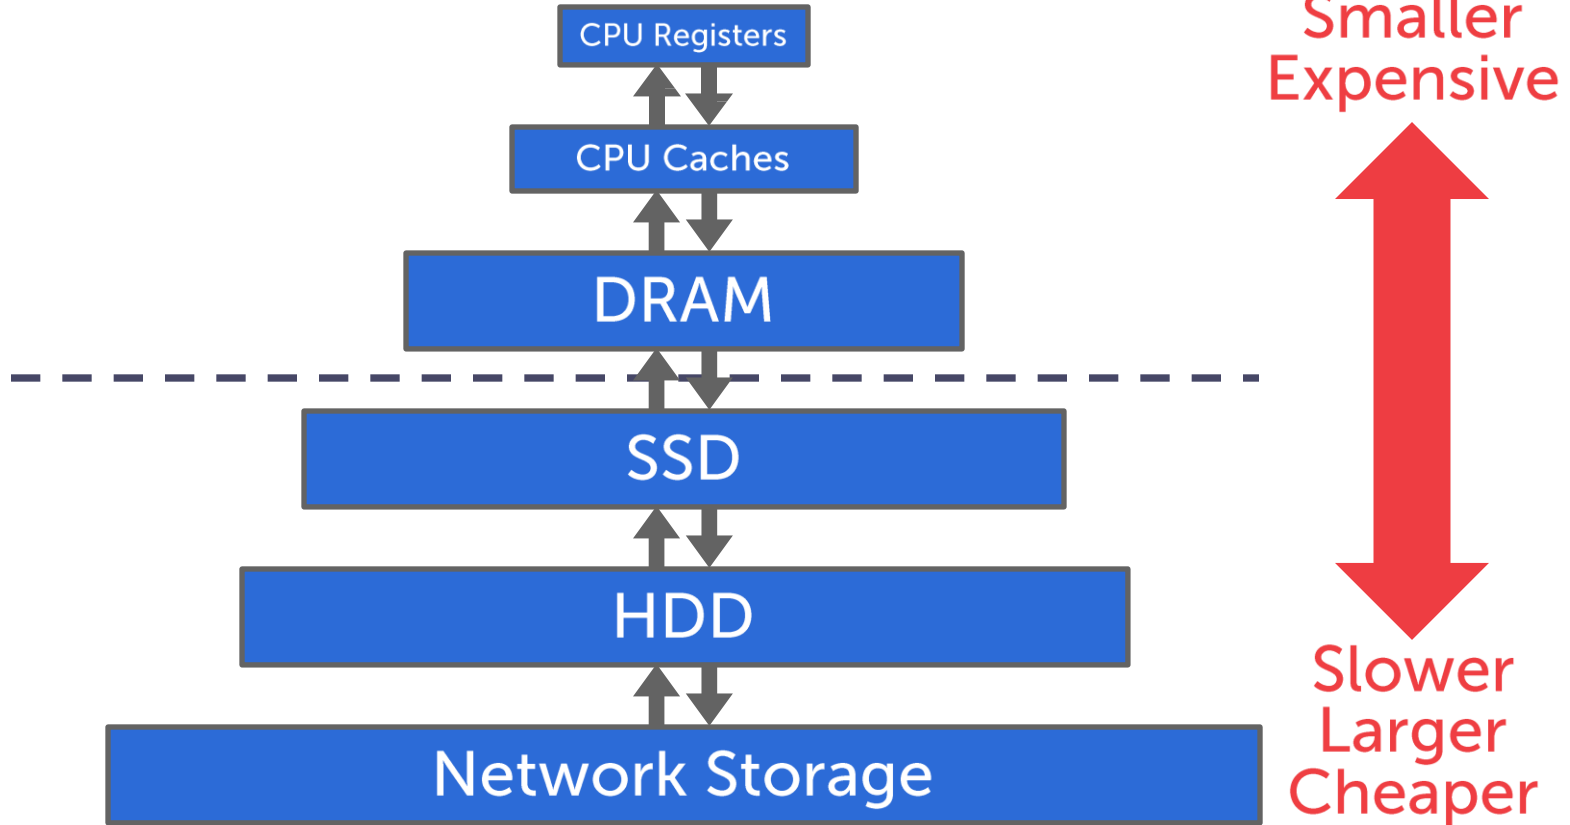 CPU Registers
CPU Caches
DRAM
SSD
HDD
Network Storage
Smaller
Expensive
Slower
Larger
Cheaper